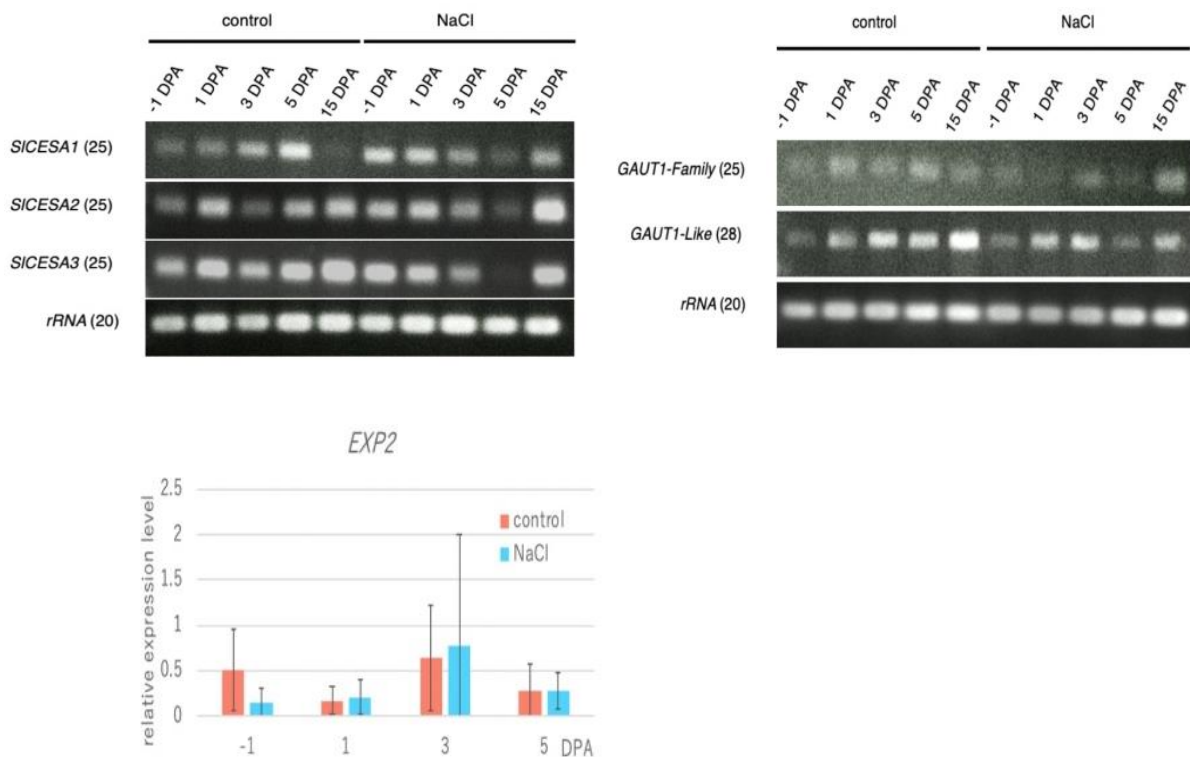 control NaCl
-1 DPA 1 DPA 3 DPA 5 DPA 15 DPA -1 DPA 1 DPA 3 DPA 5 DPA 15 DPA
SlCESA1 (25)
SlCESA2 (25)
SlCESA3 (25)
rRNA (20)
control NaCl
-1 DPA 1 DPA 3 DPA 5 DPA 15 DPA -1 DPA 1 DPA 3 DPA 5 DPA 15 DPA
GAUT1-Family (25)
GAUT1-Like (28)
rRNA (20)
EXP2
relative expression level
2.5
2
1.5
1
0.5
0
control
NaCl
-1 1 3 5 DPA